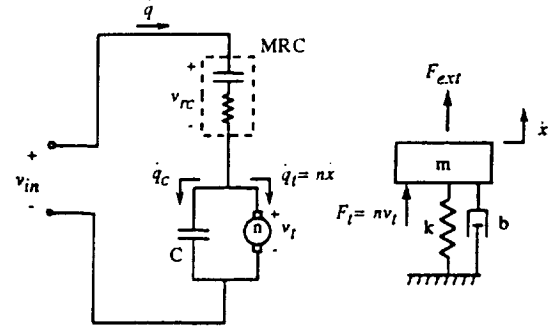 q̇
MRC
+
v_rc
-
+
v_in
-
q̇_C
q̇_t = nẋ
C
n
+
v_t
-
F_ext
ẋ
m
F_t = nv_t
k
b